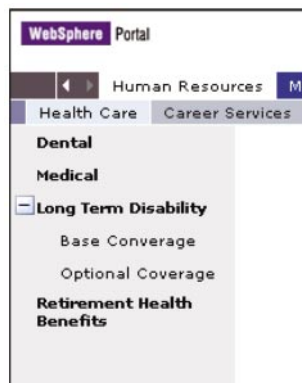 WebSphere Portal
Human Resources M
Health Care Career Services
Dental
Medical
Long Term Disability
Base Converage
Optional Coverage
Retirement Health
Benefits